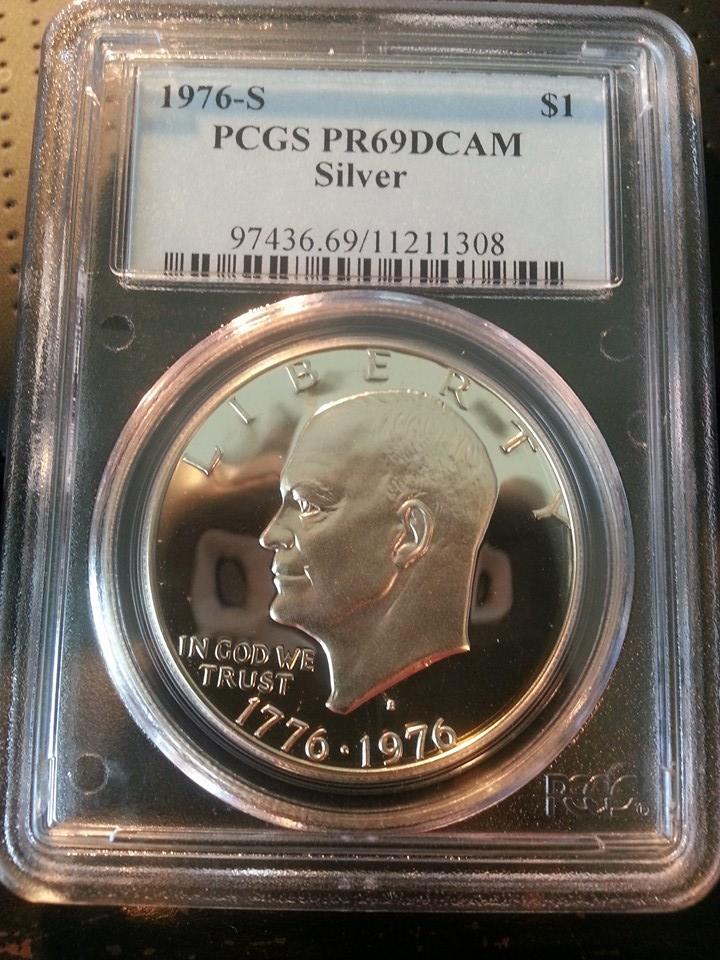 1976-S $1
PCGS PR69DCAM
Silver
97436.69/11211308
LIBERTY
IN GOD WE
TRUST
S
1776·1976
PCGS